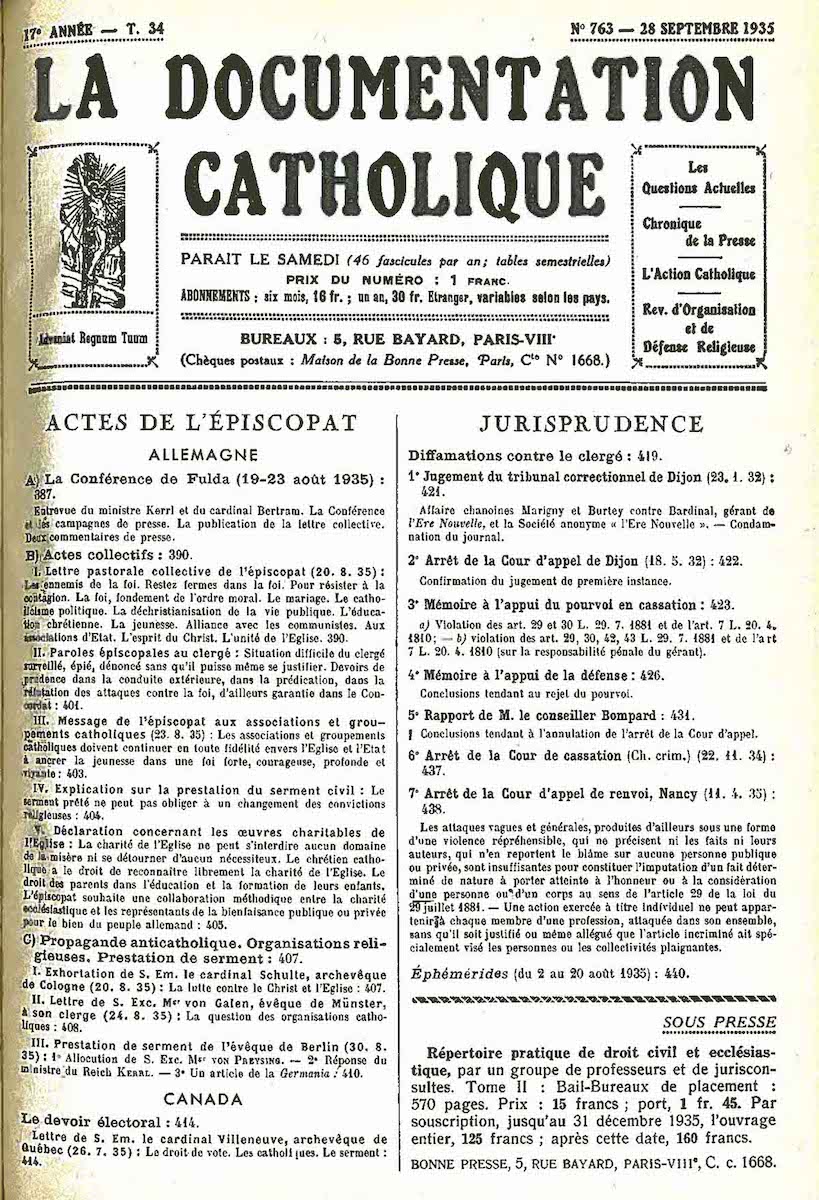 17e ANNÉE — T. 34
No 763 — 28 SEPTEMBRE 1935
LA DOCUMENTATION
CATHOLIQUE
Adveniat Regnum Tuum
PARAIT LE SAMEDI (46 fascicules par an; tables semestrielles)
PRIX DU NUMÉRO : 1 FRANC.
ABONNEMENTS : six mois, 16 fr. ; un an, 30 fr. Etranger, variables selon les pays.
BUREAUX : 5, RUE BAYARD, PARIS-VIIIe
(Chèques postaux : Maison de la Bonne Presse, Paris, Cte No 1668.)
Les
Questions Actuelles
Chronique
de la Presse
L'Action Catholique
Rev. d'Organisation
et de
Défense Religieuse
ACTES DE L'ÉPISCOPAT
ALLEMAGNE
A) La Conférence de Fulda (19-23 août 1935) :
387.
Entrevue du ministre Kerrl et du cardinal Bertram. La Conférence
et les campagnes de presse. La publication de la lettre collective.
Deux commentaires de presse.
B) Actes collectifs : 390.
I. Lettre pastorale collective de l'épiscopat (20. 8. 35) :
Les ennemis de la foi. Restez fermes dans la foi. Pour résister à la
contagion. La foi, fondement de l'ordre moral. Le mariage. Le catho-
licisme politique. La déchristianisation de la vie publique. L'éduca-
tion chrétienne. La jeunesse. Alliance avec les communistes. Aux
associations d'Etat. L'esprit du Christ. L'unité de l'Eglise. 390.
II. Paroles épiscopales au clergé : Situation difficile du clergé
surveillé, épié, dénoncé sans qu'il puisse même se justifier. Devoirs de
prudence dans la conduite extérieure, dans la prédication, dans la
réfutation des attaques contre la foi, d'ailleurs garantie dans le Con-
cordat : 401.
III. Message de l'épiscopat aux associations et grou-
pements catholiques (23. 8. 35) : Les associations et groupements
catholiques doivent continuer en toute fidélité envers l'Eglise et l'Etat
à ancrer la jeunesse dans une foi forte, courageuse, profonde et
vivante : 403.
IV. Explication sur la prestation du serment civil : Le
serment prêté ne peut pas obliger à un changement des convictions
religieuses : 404.
V. Déclaration concernant les œuvres charitables de
l'Eglise : La charité de l'Eglise ne peut s'interdire aucun domaine
de la misère ni se détourner d'aucun nécessiteux. Le chrétien catho-
lique a le droit de reconnaître librement la charité de l'Eglise. Le
droit des parents dans l'éducation et la formation de leurs enfants.
L'épiscopat souhaite une collaboration méthodique entre la charité
ecclésiastique et les représentants de la bienfaisance publique ou privée
pour le bien du peuple allemand : 405.
C) Propagande anticatholique. Organisations reli-
gieuses. Prestation de serment : 407.
I. Exhortation de S. Em. le cardinal Schulte, archevêque
de Cologne (20. 8. 35) : La lutte contre le Christ et l'Eglise : 407.
II. Lettre de S. Exc. Mgr von Galen, évêque de Münster,
à son clergé (24. 8. 35) : La question des organisations catho-
liques : 408.
III. Prestation de serment de l'évêque de Berlin (30. 8.
35) : 1o Allocution de S. Exc. Mgr VON PREYSING. — 2o Réponse du
ministre du Reich KERRL. — 3o Un article de la Germania : 410.
CANADA
Le devoir électoral : 414.
Lettre de S. Em. le cardinal Villeneuve, archevêque de
Québec (26. 7. 35) : Le droit de vote. Les catholiques. Le serment :
414.
JURISPRUDENCE
Diffamations contre le clergé : 419.
1o Jugement du tribunal correctionnel de Dijon (23. 1. 32) :
421.
Affaire chanoines Marigny et Burtey contre Bardinal, gérant de
l'Ere Nouvelle, et la Société anonyme « l'Ere Nouvelle ». — Condam-
nation du journal.
2o Arrêt de la Cour d'appel de Dijon (18. 5. 32) : 422.
Confirmation du jugement de première instance.
3o Mémoire à l'appui du pourvoi en cassation : 423.
a) Violation des art. 29 et 30 L. 29. 7. 1881 et de l'art. 7 L. 20. 4.
1810; — b) violation des art. 29, 30, 42, 43 L. 29. 7. 1881 et de l'art
7 L. 20. 4. 1810 (sur la responsabilité pénale du gérant).
4o Mémoire à l'appui de la défense : 426.
Conclusions tendant au rejet du pourvoi.
5o Rapport de M. le conseiller Bompard : 431.
Conclusions tendant à l'annulation de l'arrêt de la Cour d'appel.
6o Arrêt de la Cour de cassation (Ch. crim.) (22. 11. 34) :
437.
7o Arrêt de la Cour d'appel de renvoi, Nancy (11. 4. 35) :
438.
Les attaques vagues et générales, produites d'ailleurs sous une forme
d'une violence répréhensible, qui ne précisent ni les faits ni leurs
auteurs, qui n'en reportent le blâme sur aucune personne publique
ou privée, sont insuffisantes pour constituer l'imputation d'un fait déter-
miné de nature à porter atteinte à l'honneur ou à la considération
d'une personne ou d'un corps au sens de l'article 29 de la loi du
29 juillet 1881. — Une action exercée à titre individuel ne peut appar-
tenir à chaque membre d'une profession, attaquée dans son ensemble,
sans qu'il soit justifié ou même allégué que l'article incriminé ait spé-
cialement visé les personnes ou les collectivités plaignantes.
Éphémérides (du 2 au 20 août 1935) : 440.
SOUS PRESSE
Répertoire pratique de droit civil et ecclésias-
tique, par un groupe de professeurs et de juriscon-
sultes. Tome II : Bail-Bureaux de placement :
570 pages. Prix : 15 francs ; port, 1 fr. 45. Par
souscription, jusqu'au 31 décembre 1935, l'ouvrage
entier, 125 francs ; après cette date, 160 francs.
BONNE PRESSE, 5, RUE BAYARD, PARIS-VIIIe, C. c. 1668.